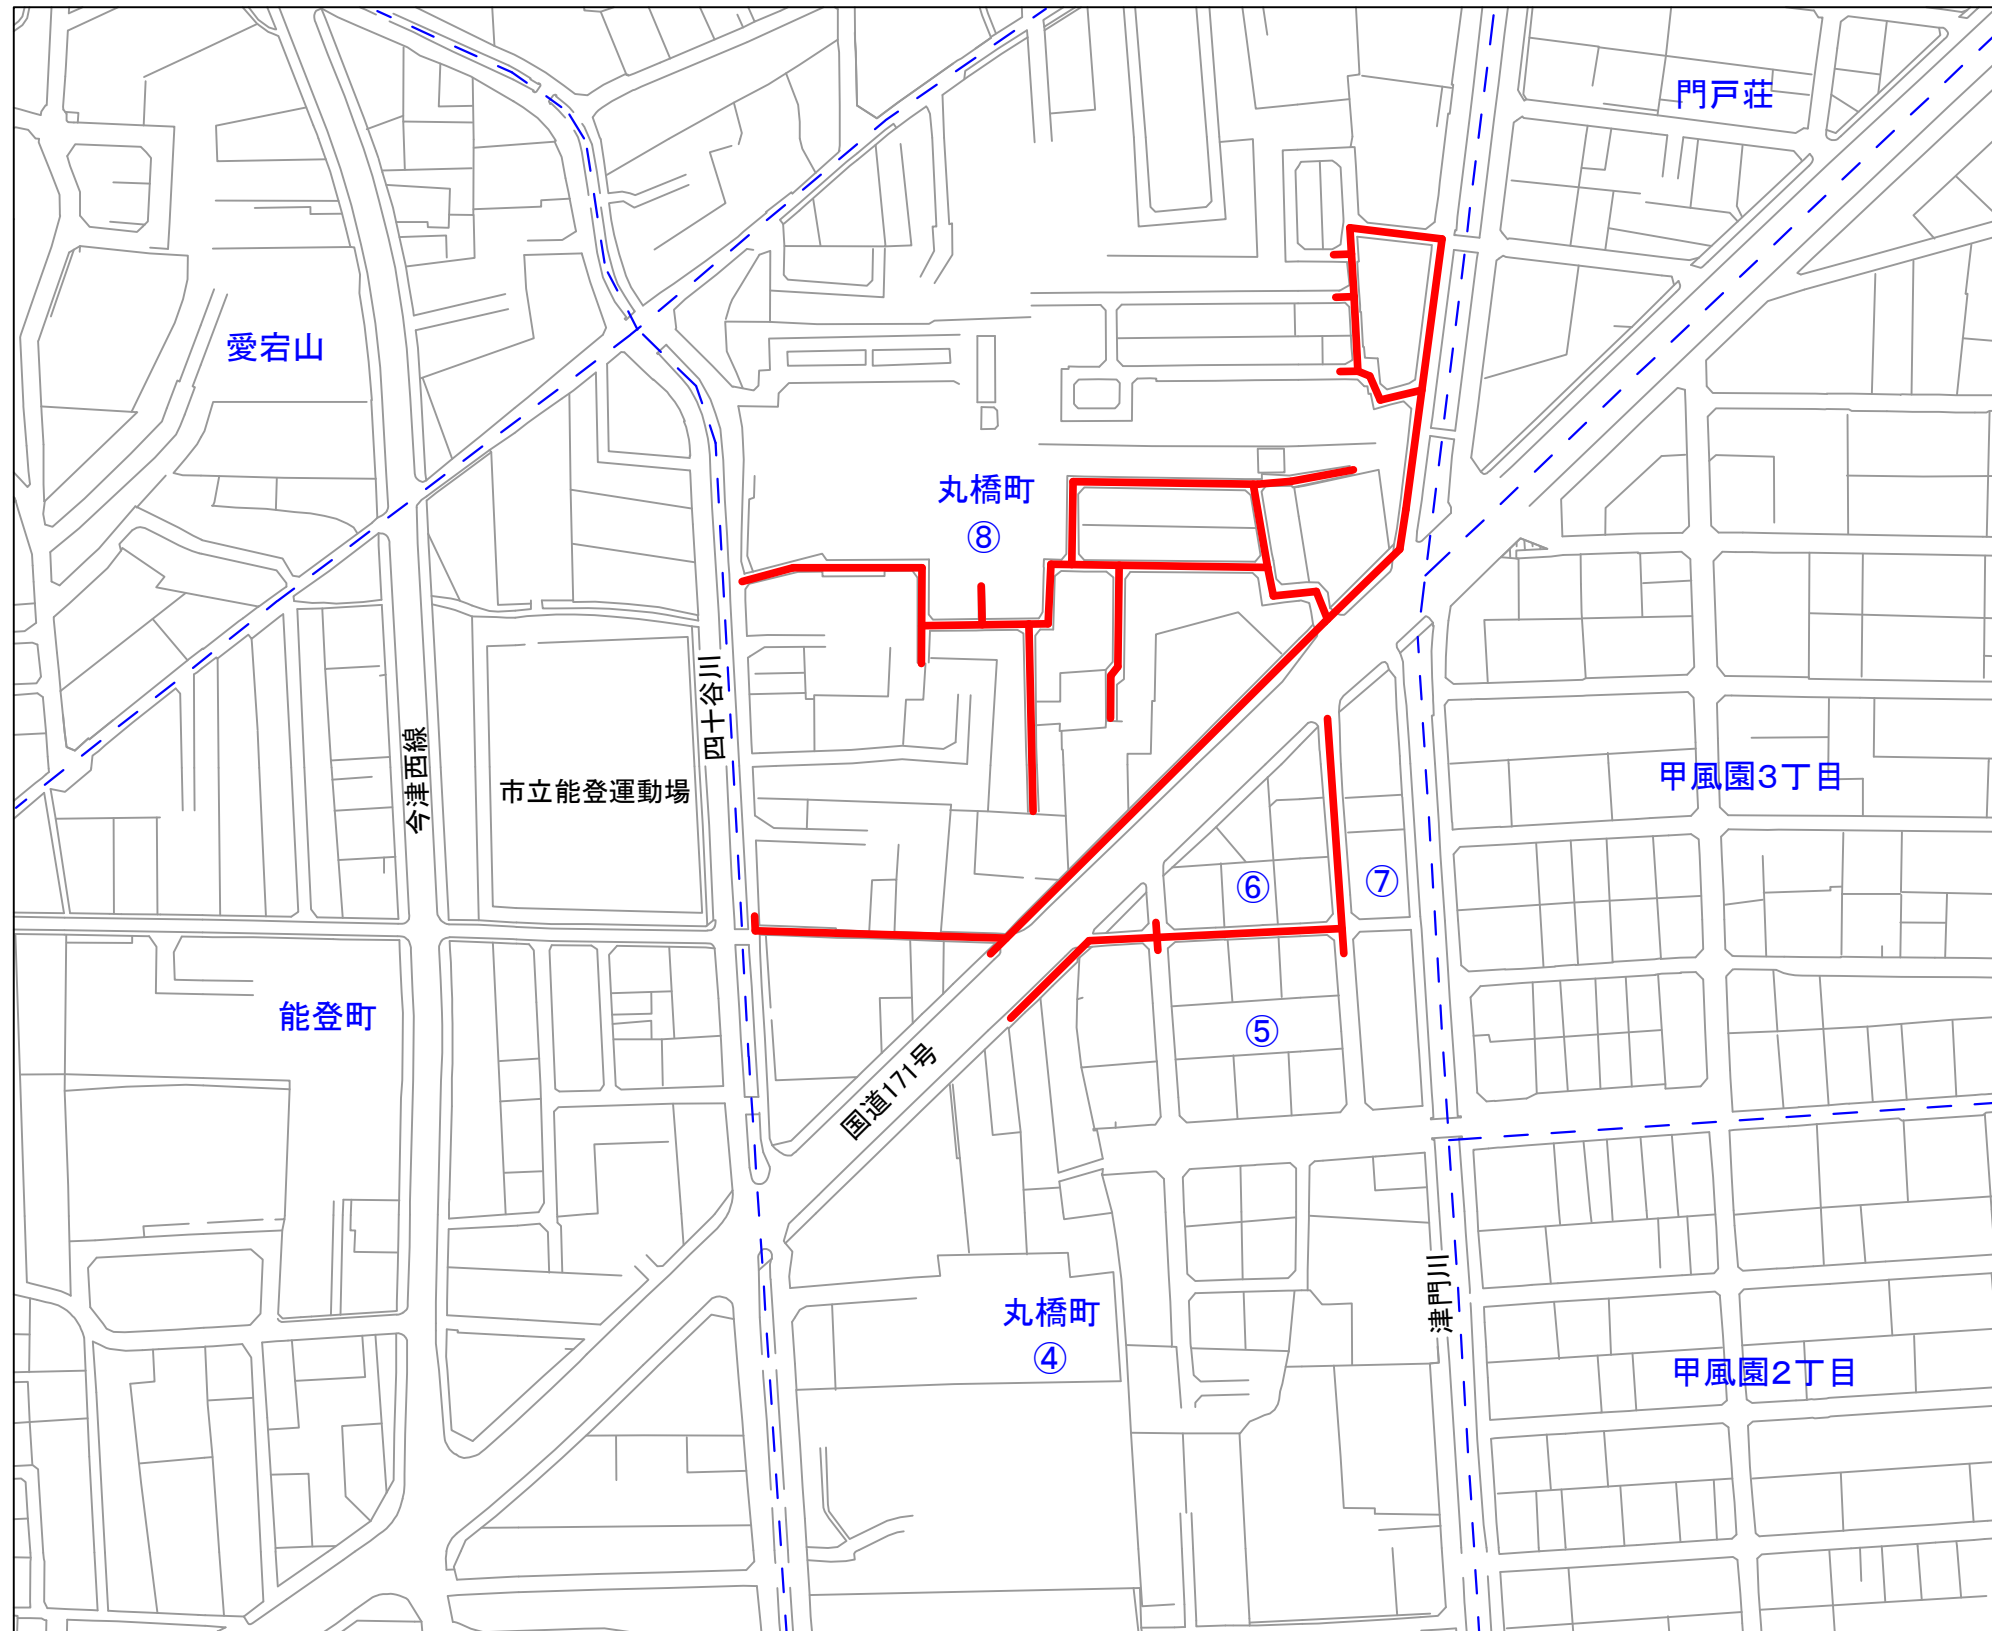 門戸荘
愛宕山
丸橋町
⑧
四十谷川
今津西線
市立能登運動場
甲風園3丁目
⑥
⑦
能登町
⑤
国道171号
丸橋町
④
津門川
甲風園2丁目